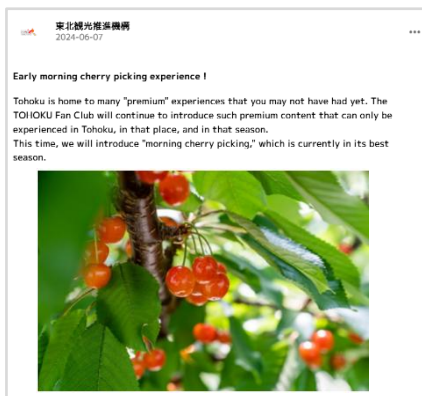 東北観光推進機構
2024-06-07
Early morning cherry picking experience !
Tohoku is home to many "premium" experiences that you may not have had yet. The
TOHOKU Fan Club will continue to introduce such premium content that can only be
experienced in Tohoku, in that place, and in that season.
This time, we will introduce "morning cherry picking," which is currently in its best
season.